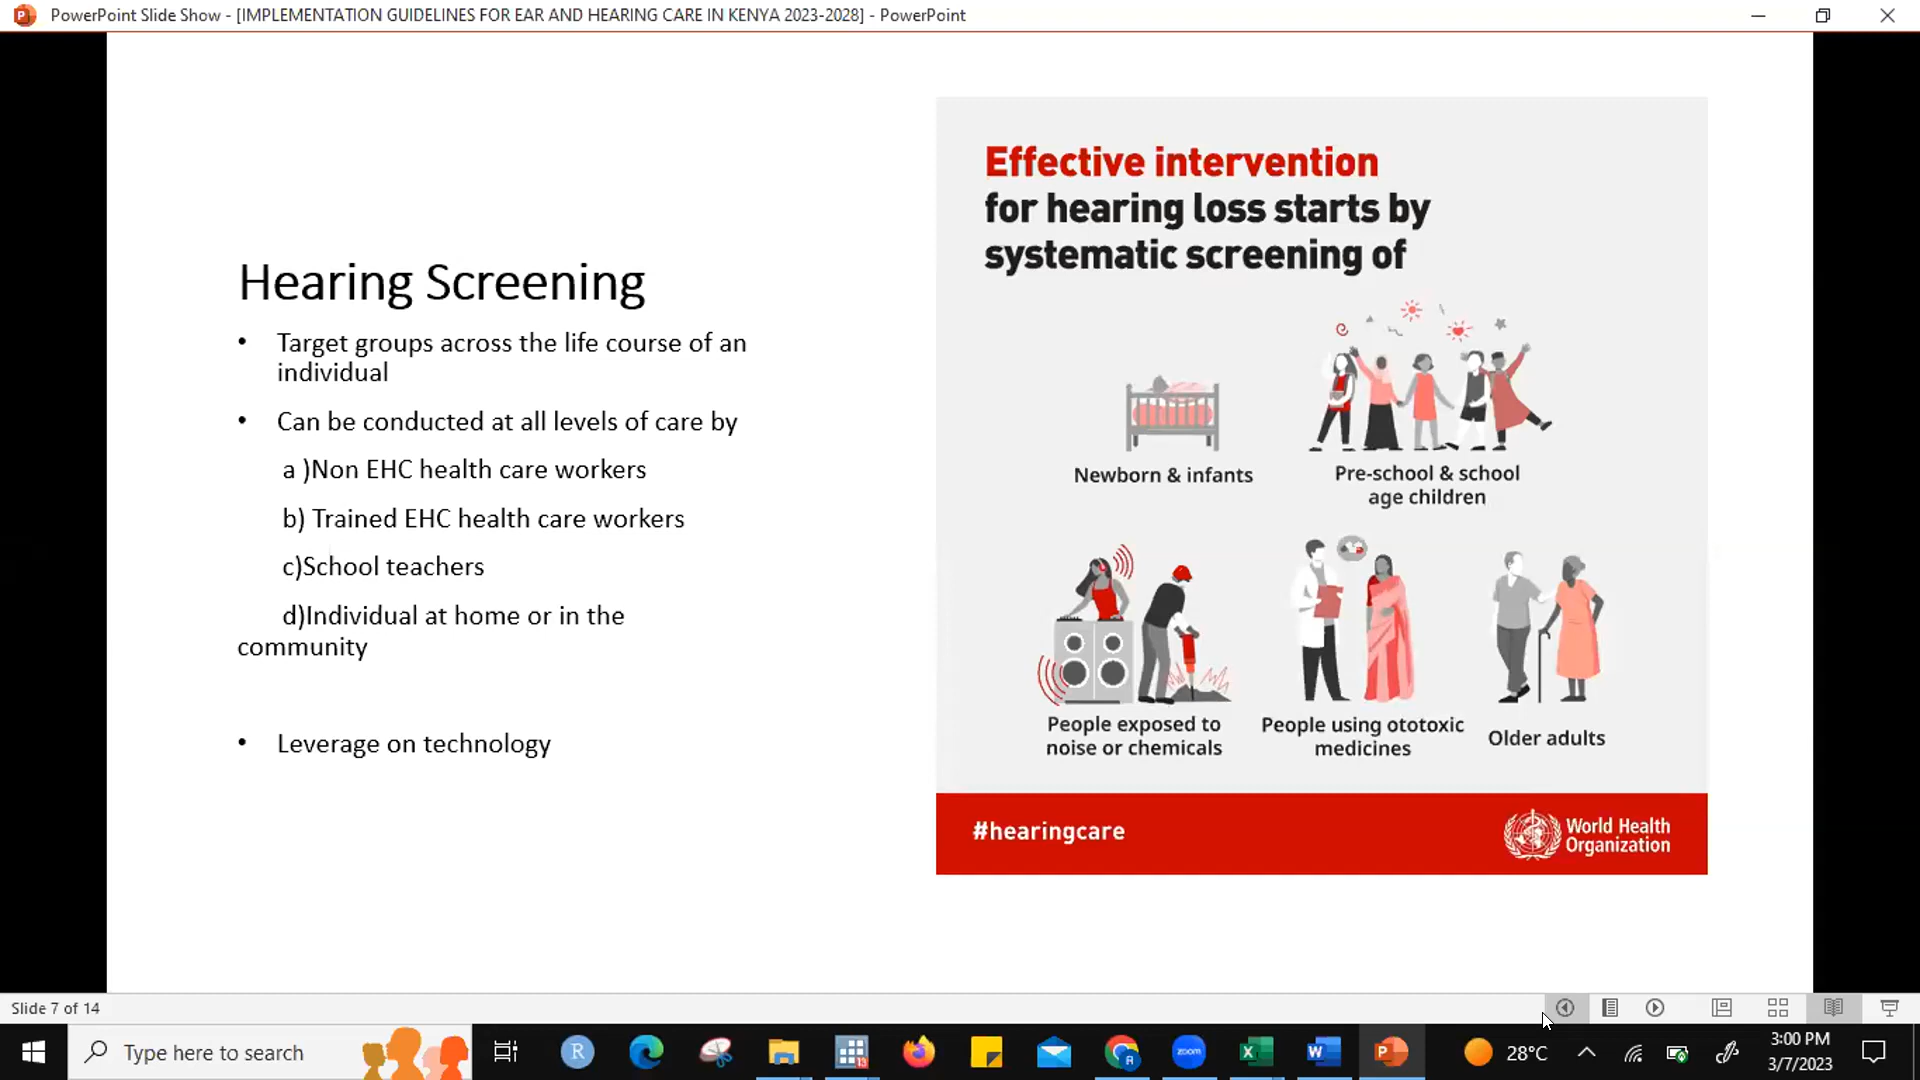 PowerPoint Slide Show - [IMPLEMENTATION GUIDELINES FOR EAR AND HEARING CARE IN KENYA 2023-2028] - PowerPoint
Hearing Screening
• Target groups across the life course of an
individual
• Can be conducted at all levels of care by
a )Non EHC health care workers
b) Trained EHC health care workers
c)School teachers
d)Individual at home or in the
community
• Leverage on technology
Effective intervention
for hearing loss starts by
systematic screening of
Newborn & infants
Pre-school & school
age children
People exposed to
noise or chemicals
People using ototoxic
medicines
Older adults
#hearingcare
World Health
Organization
Slide 7 of 14
Type here to search
R
13
R
zoom
X
W
P
28°C
3:00 PM
3/7/2023